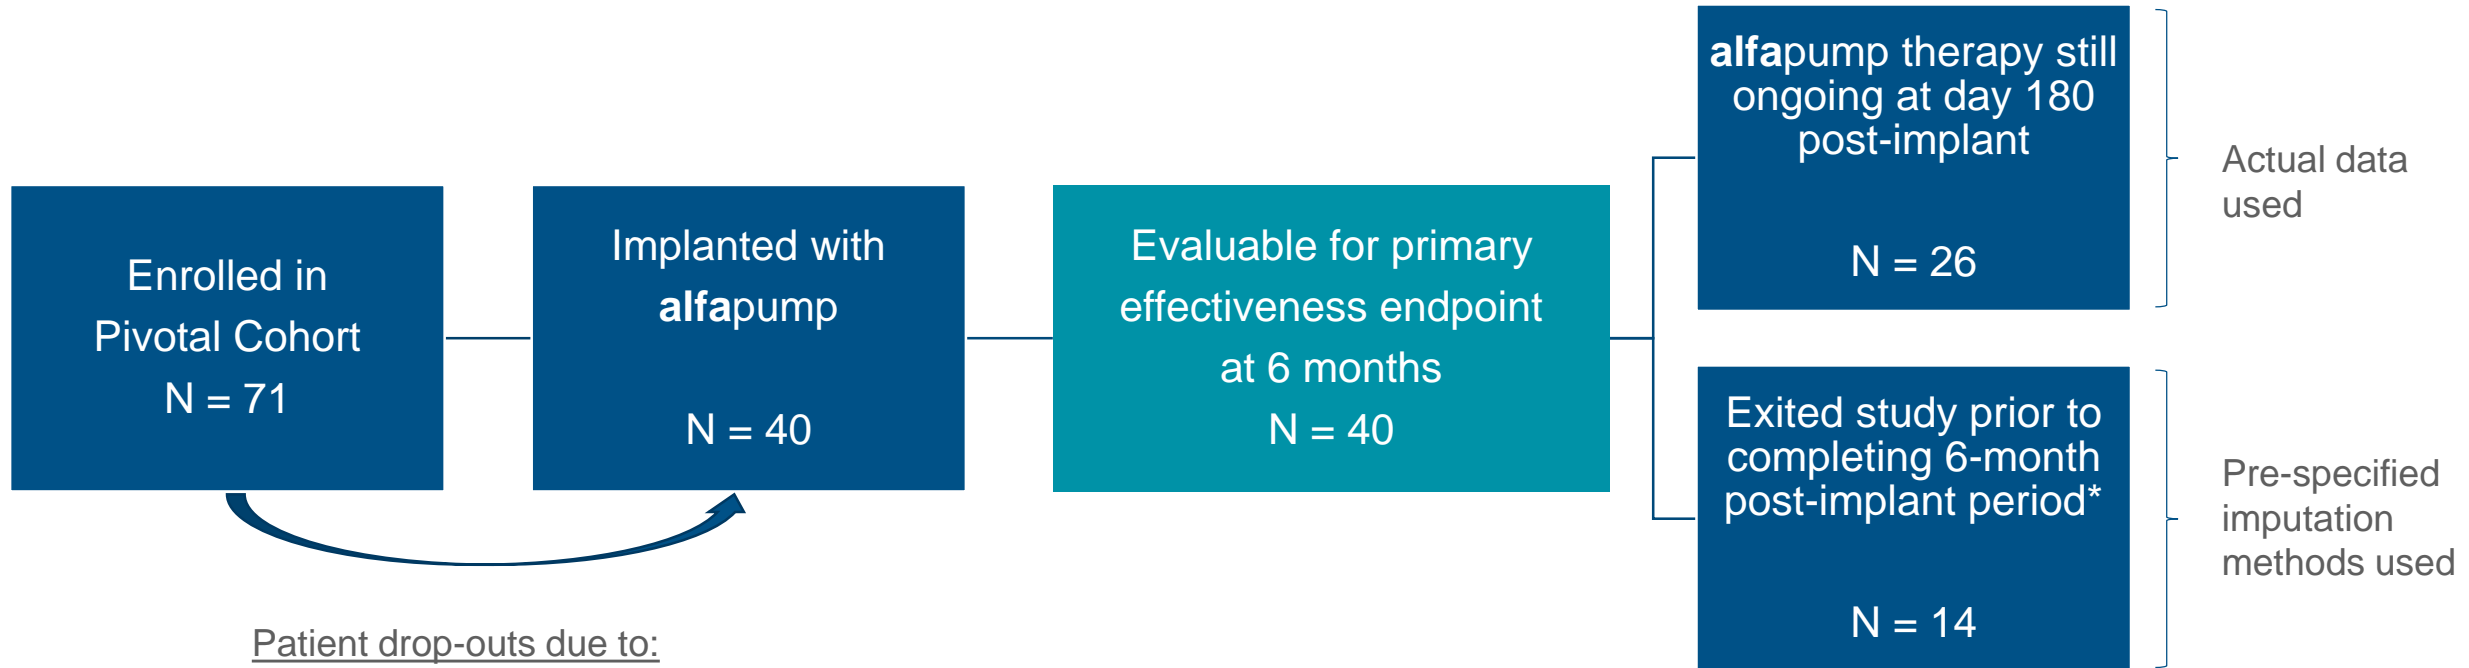 Enrolled in
Pivotal Cohort
N = 71
Implanted with
alfapump
N = 40
Evaluable for primary
effectiveness endpoint
at 6 months
N = 40
alfapump therapy still
ongoing at day 180
post-implant
N = 26
Actual data
used
Exited study prior to
completing 6-month
post-implant period*
N = 14
Pre-specified
imputation
methods used
Patient drop-outs due to: